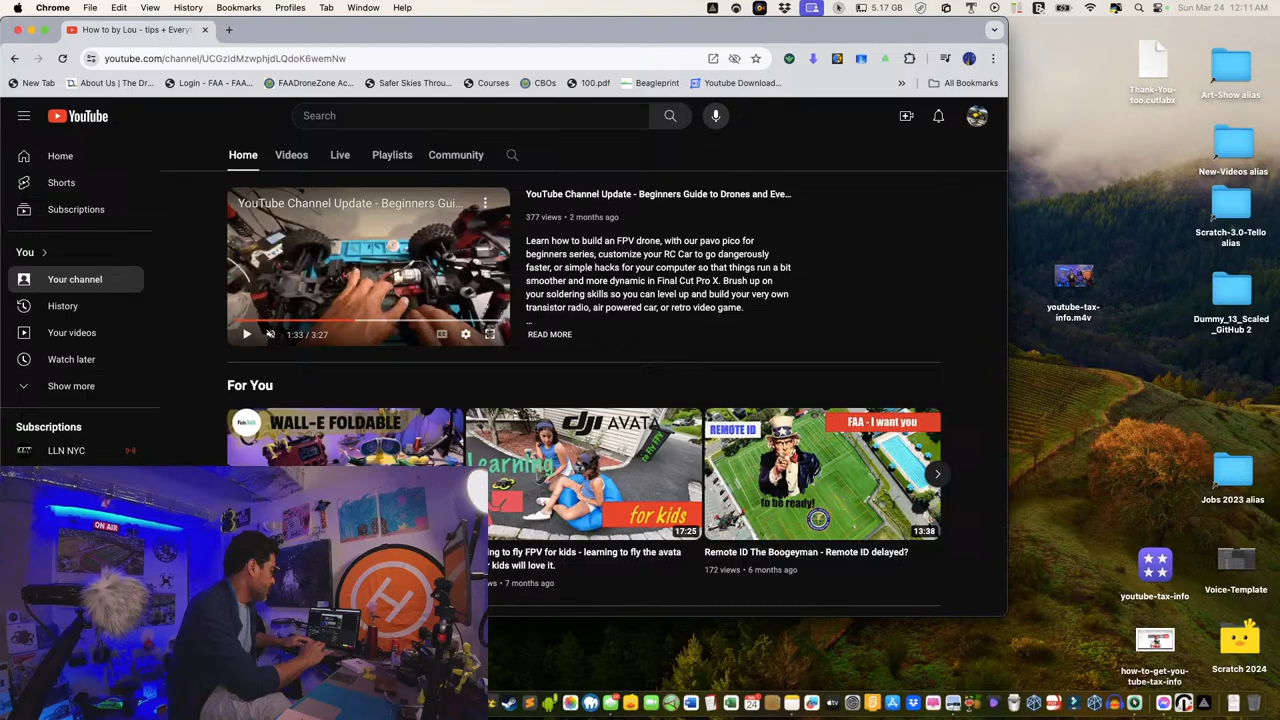 Chrome File Edit View History Bookmarks Profiles Tab Window Help 5.17 GB Sun Mar 24 12:11 AM
How to by Lou - tips + Every
youtube.com/channel/UCGzIdMzwphjdLQdoK6wemNw
New Tab About Us | The Dr... Login - FAA - FAA... FAADroneZone Ac... Safer Skies Throu... Courses CBOs 100.pdf Beagleprint Youtube Download... » All Bookmarks
YouTube
Search
Home Videos Live Playlists Community
Home
Shorts
Subscriptions
You
Your channel
History
Your videos
Watch later
Show more
Subscriptions
LLN NYC
YouTube Channel Update - Beginners Gui...
1:33 / 3:27
YouTube Channel Update - Beginners Guide to Drones and Eve...
377 views • 2 months ago
Learn how to build an FPV drone, with our pavo pico for
beginners series, customize your RC Car to go dangerously
faster, or simple hacks for your computer so that things run a bit
smoother and more dynamic in Final Cut Pro X. Brush up on
your soldering skills so you can level up and build your very own
transistor radio, air powered car, or retro video game.
...
READ MORE
For You
WALL-E FOLDABLE
DJI AVATA
to Fly FPV
Learning
for kids
17:25
REMOTE ID
FAA - I want you
to be ready!
13:38
ng to fly FPV for kids - learning to fly the avata
r kids will love it.
ws • 7 months ago
Remote ID The Boogeyman - Remote ID delayed?
172 views • 6 months ago
ON AIR
H
Thank-You-
too.cutlabx
Art-Show alias
New-Videos alias
Scratch-3.0-Tello
alias
youtube-tax-
info.m4v
Dummy_13_Scaled
_GitHub 2
Jobs 2023 alias
youtube-tax-info
Voice-Template
how-to-get-you-
tube-tax-info
Scratch 2024